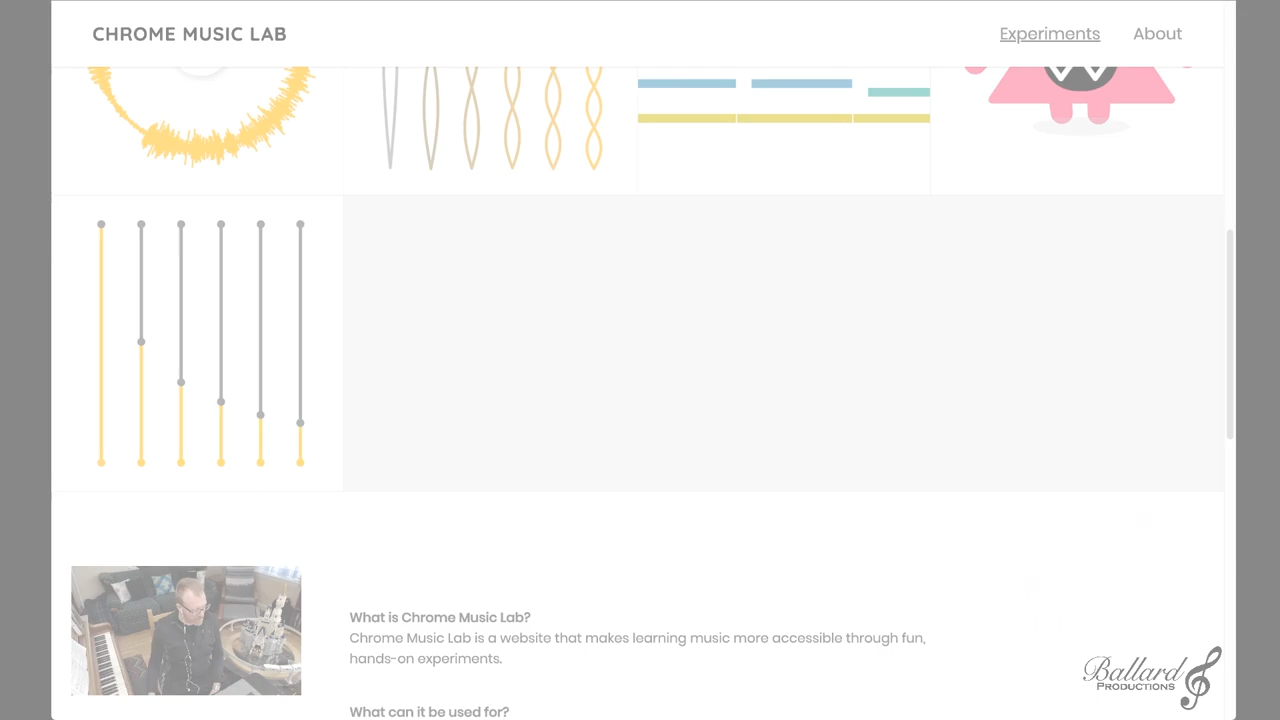 CHROME MUSIC LAB
Experiments
About
What is Chrome Music Lab?
Chrome Music Lab is a website that makes learning music more accessible through fun,
hands-on experiments.
What can it be used for?
Ballard
PRODUCTIONS